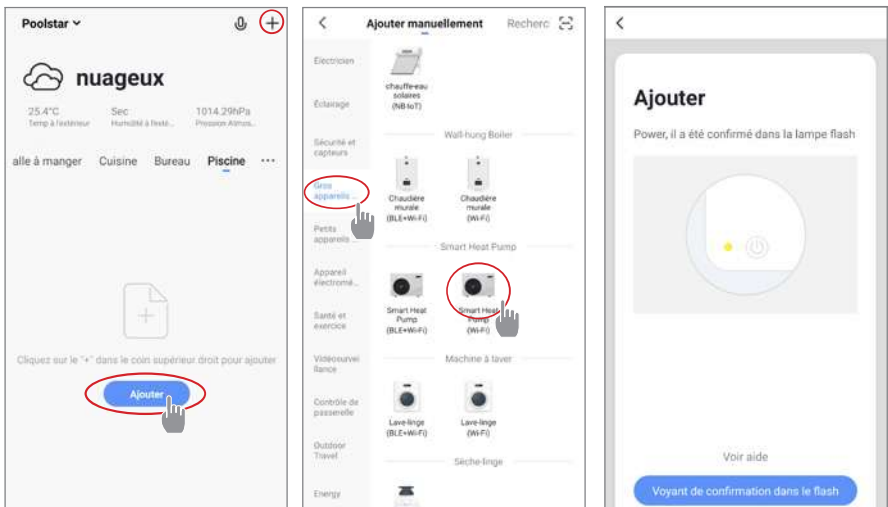 Poolstar
nuageux
25.4°C Sec 1014.29hPa
Temp à l'extérieur Humidité à l'exté... Pression Atmos...
alle à manger Cuisine Bureau Piscine ...
Cliquez sur le "+" dans le coin supérieur droit pour ajouter
Ajouter
Ajouter manuellement Recherc
Électricien
Éclairage
Sécurité et
capteurs
Gros
appareils ...
Petits
appareils ...
Appareil
électromé...
Santé et
exercice
Vidéosurvei
llance
Contrôle de
passerelle
Outdoor
Travel
Energy
chauffe-eau
solaires
(NB-IoT)
Wall-hung Boiler
Chaudière
murale
(BLE+Wi-Fi)
Chaudière
murale
(Wi-Fi)
Smart Heat Pump
Smart Heat
Pump
(BLE+Wi-Fi)
Smart Heat
Pump
(Wi-Fi)
Machine à laver
Lave-linge
(BLE+Wi-Fi)
Lave-linge
(Wi-Fi)
Sèche-linge
Ajouter
Power, il a été confirmé dans la lampe flash
Voir aide
Voyant de confirmation dans le flash